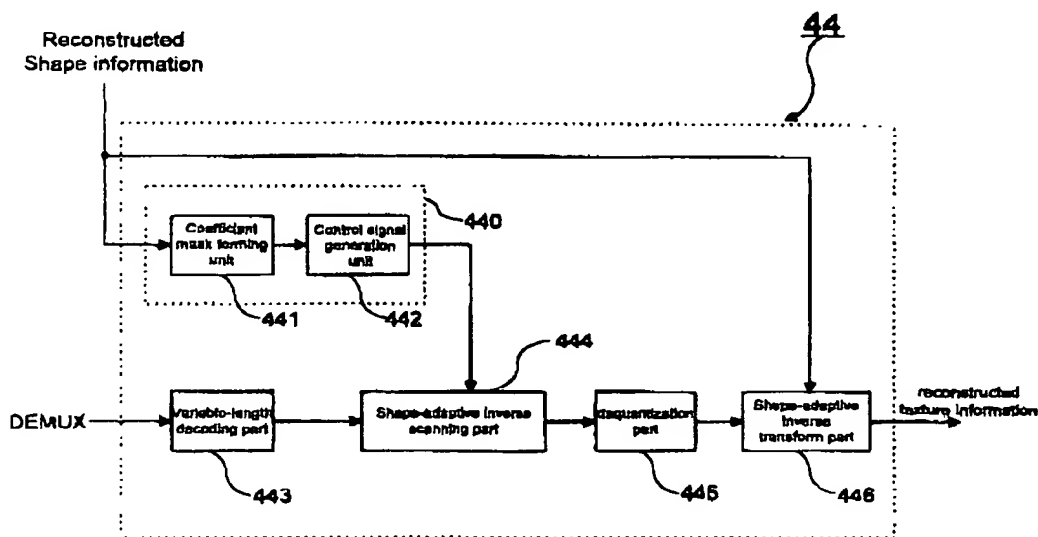 Reconstructed
Shape information
44
440
Coefficient
mask forming
unit
Control signal
generation
unit
441
442
444
DEMUX
Variable-length
decoding part
Shape-adaptive inverse
scanning part
dequantization
part
Shape-adaptive
inverse
transform part
reconstructed
texture information
443
445
446